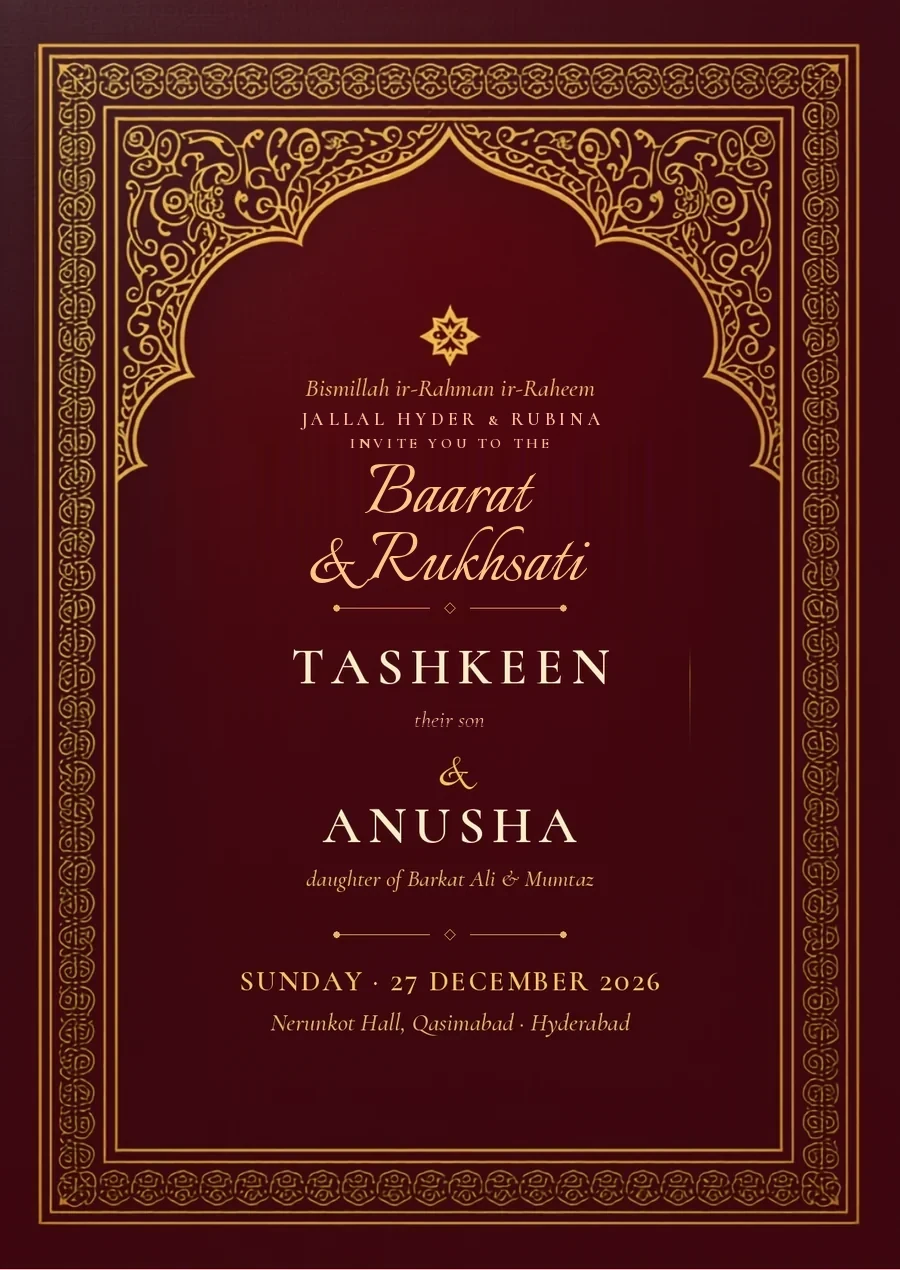 Bismillah ir-Rahman ir-Raheem
JALLAL HYDER & RUBINA
INVITE YOU TO THE
Baarat
& Rukhsati
TASHKEEN
their son
&
ANUSHA
daughter of Barkat Ali & Mumtaz
SUNDAY · 27 DECEMBER 2026
Nerunkot Hall, Qasimabad · Hyderabad